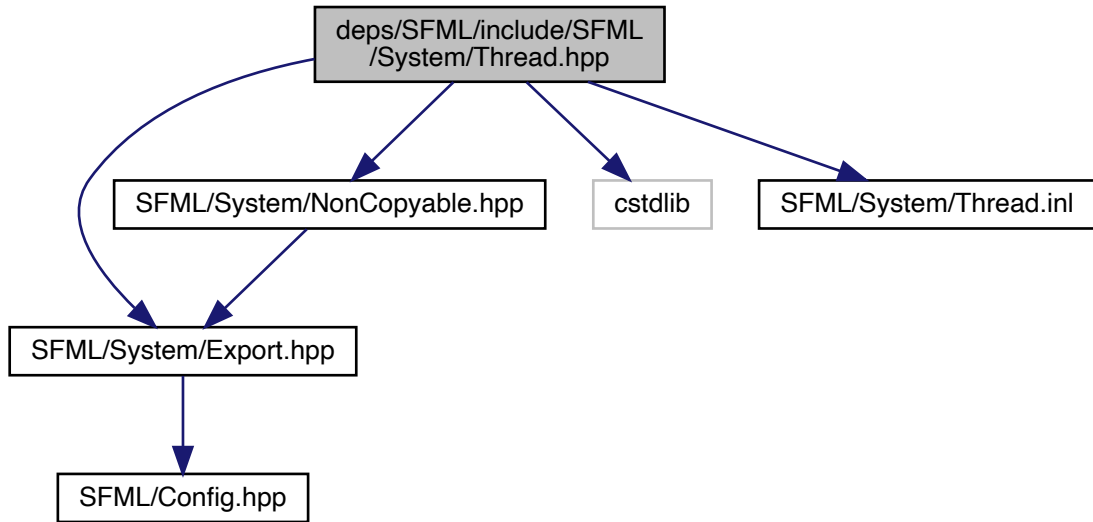 deps/SFML/include/SFML
/System/Thread.hpp
SFML/System/NonCopyable.hpp
cstdlib
SFML/System/Thread.inl
SFML/System/Export.hpp
SFML/Config.hpp